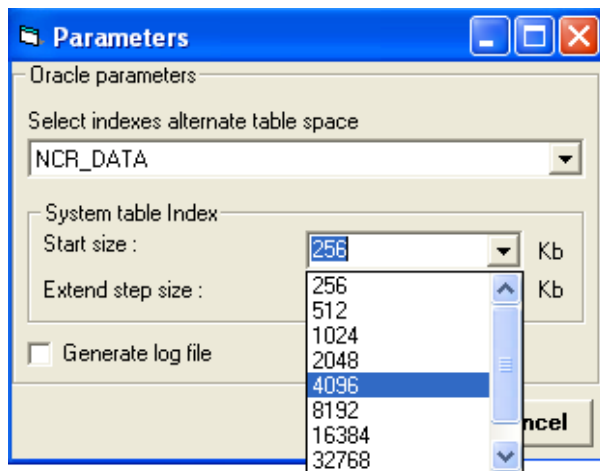 Parameters
Oracle parameters
Select indexes alternate table space
NCR_DATA
System table Index
Start size : 256 Kb
Extend step size : Kb
256
512
1024
2048
4096
8192
16384
32768
Generate log file
ncel